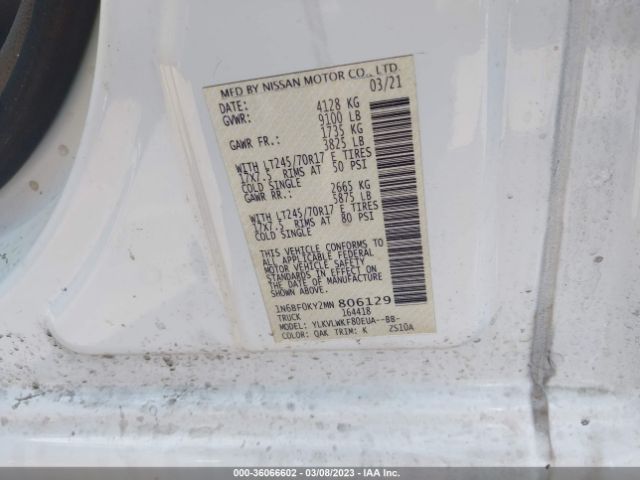 MFD BY NISSAN MOTOR CO., LTD.
DATE: 03/21
GVWR: 4128 KG
9100 LB
GAWR FR.: 1735 KG
3825 LB
WITH LT245/70R17 E TIRES
17X7.5 RIMS AT 50 PSI
COLD SINGLE
GAWR RR.: 2665 KG
5875 LB
WITH LT245/70R17 E TIRES
17X7.5 RIMS AT 80 PSI
COLD SINGLE
THIS VEHICLE CONFORMS TO
ALL APPLICABLE FEDERAL
MOTOR VEHICLE SAFETY
STANDARDS IN EFFECT ON
THE DATE OF MANUFACTURE
SHOWN ABOVE.
1N6BF0KY2MN 806129
TRUCK 164418
MODEL: YLKVLWKF80EUA--BB-
COLOR: QAK TRIM: K ZS10A
000-36066602 - 03/08/2023 - IAA Inc.